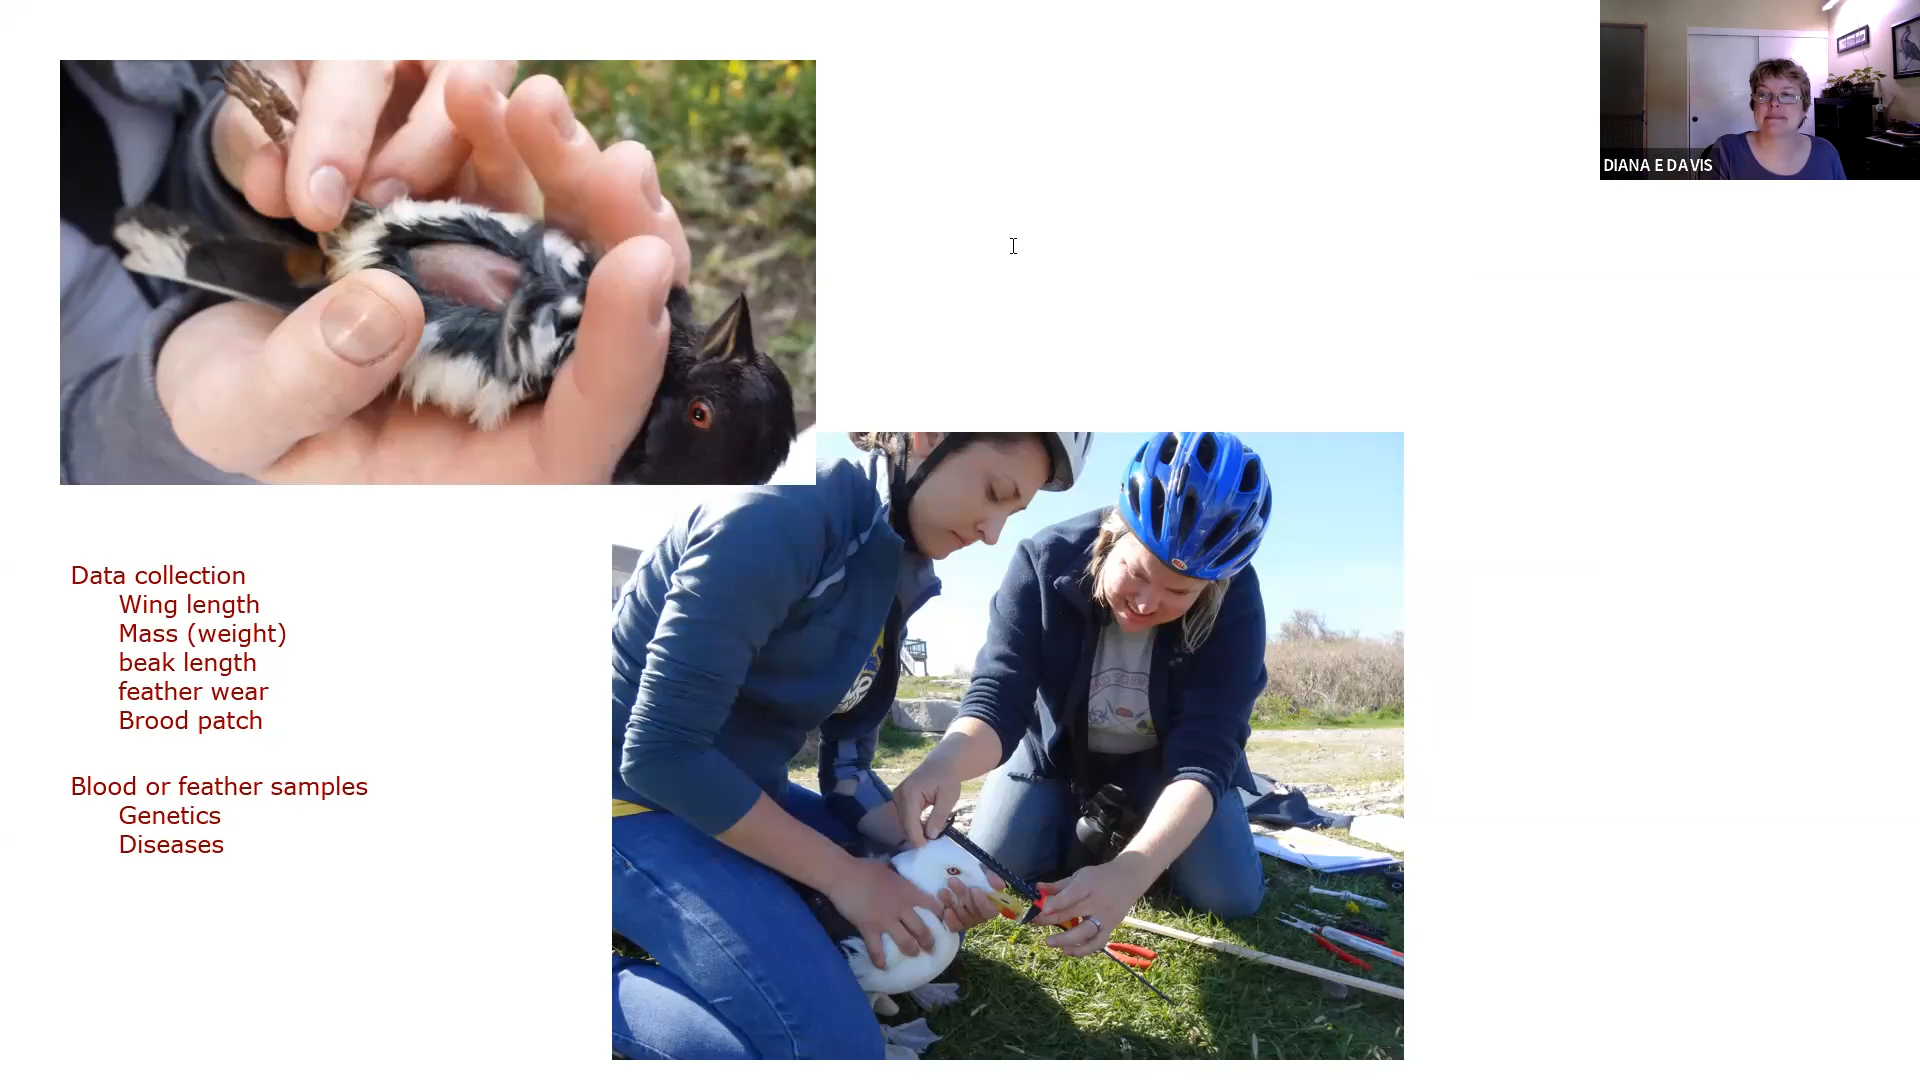 DIANA E DAVIS
Data collection
Wing length
Mass (weight)
beak length
feather wear
Brood patch
Blood or feather samples
Genetics
Diseases